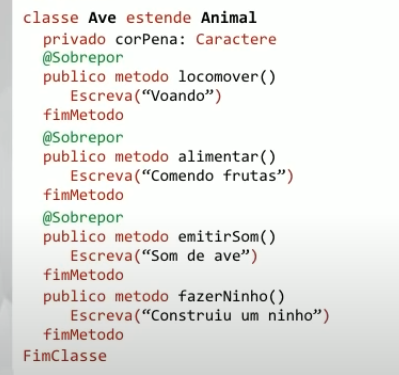 classe Ave estende Animal
privado corPena: Caractere
@Sobrepor
publico metodo locomover()
Escreva(“Voando”)
fimMetodo
@Sobrepor
publico metodo alimentar()
Escreva(“Comendo frutas”)
fimMetodo
@Sobrepor
publico metodo emitirSom()
Escreva(“Som de ave”)
fimMetodo
publico metodo fazerNinho()
Escreva(“Construiu um ninho”)
fimMetodo
FimClasse